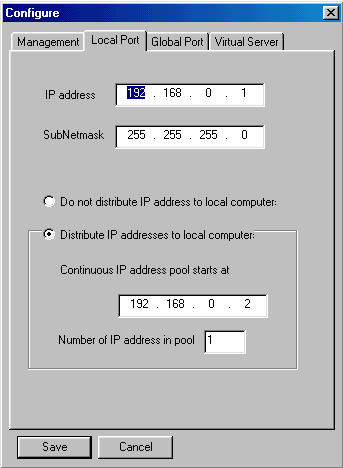 Configure
Management Local Port Global Port Virtual Server
IP address 192 . 168 . 0 . 1
SubNetmask 255 . 255 . 255 . 0
Do not distribute IP address to local computer:
Distribute IP addresses to local computer:
Continuous IP address pool starts at
192 . 168 . 0 . 2
Number of IP address in pool 1
Save Cancel